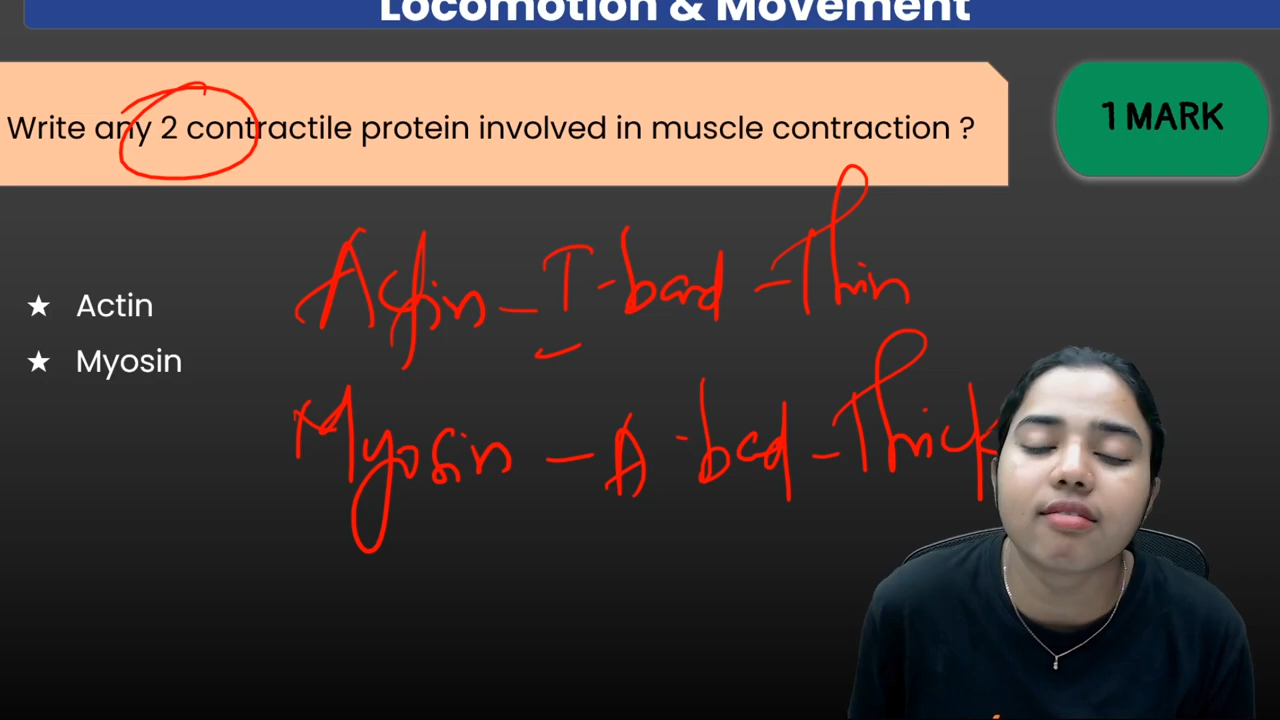 Locomotion & Movement
Write any 2 contractile protein involved in muscle contraction ?
1 MARK
★ Actin
★ Myosin
Actin - I-band - Thin
Myosin - A-band - Thick